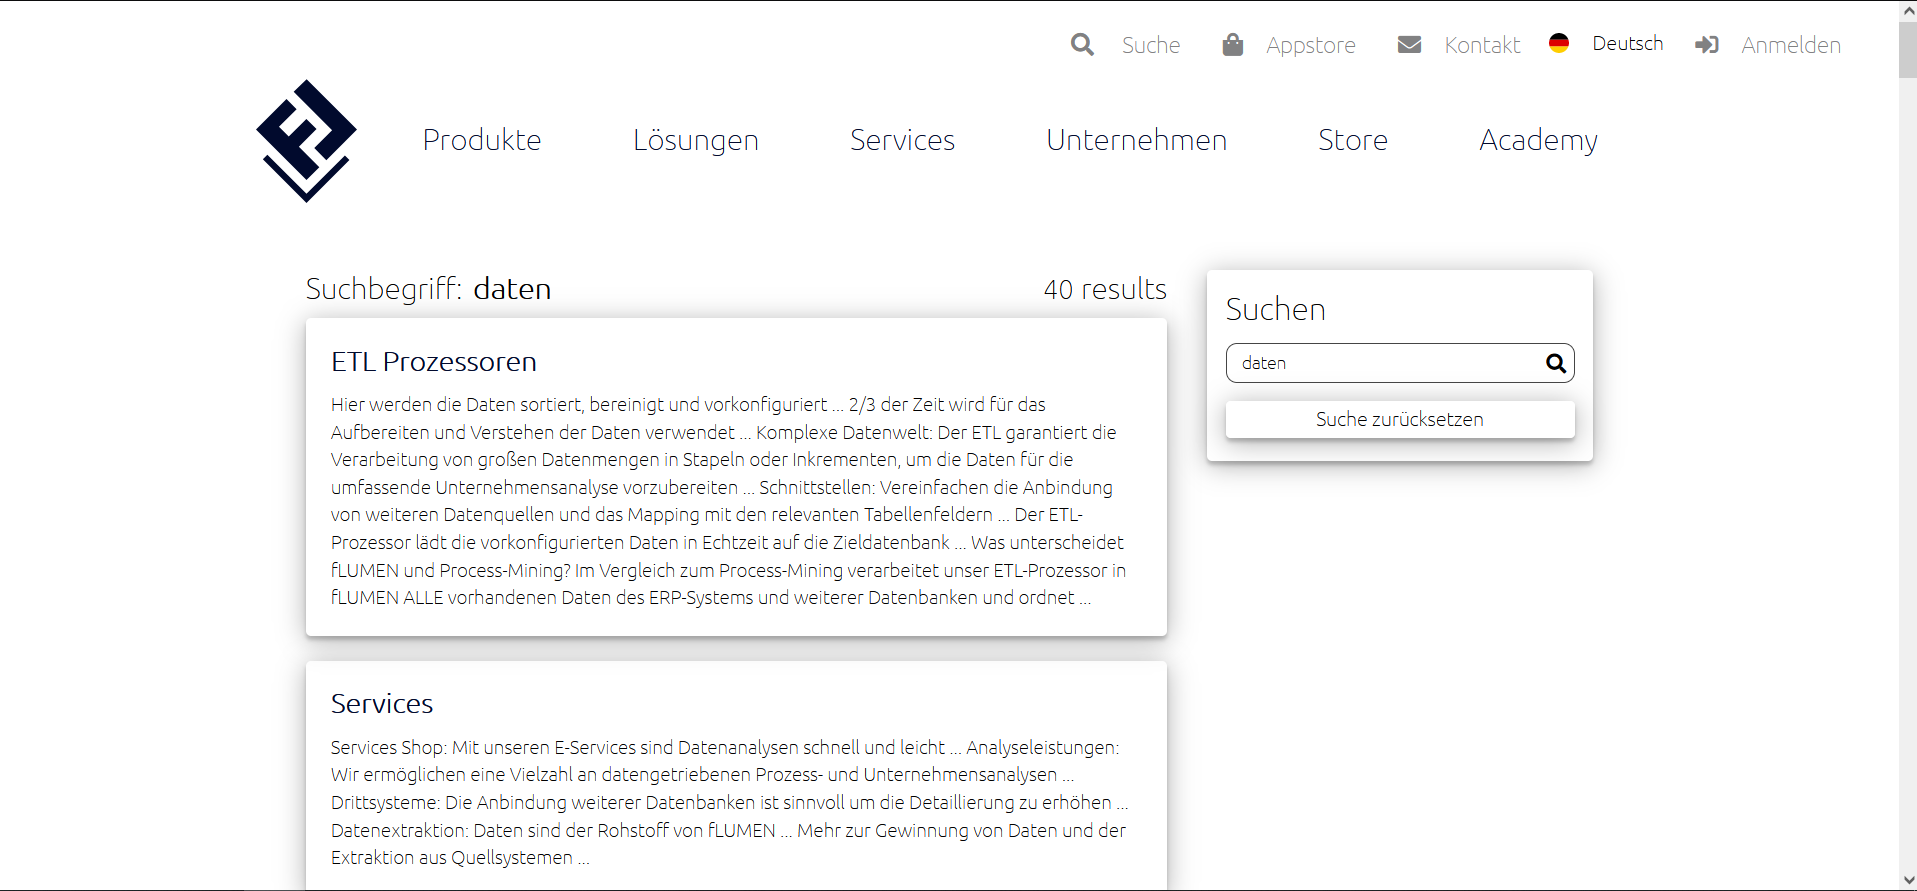 Suche Appstore Kontakt Deutsch Anmelden
Produkte Lösungen Services Unternehmen Store Academy
Suchbegriff: daten
40 results
ETL Prozessoren
Hier werden die Daten sortiert, bereinigt und vorkonfiguriert ... 2/3 der Zeit wird für das
Aufbereiten und Verstehen der Daten verwendet ... Komplexe Datenwelt: Der ETL garantiert die
Verarbeitung von großen Datenmengen in Stapeln oder Inkrementen, um die Daten für die
umfassende Unternehmensanalyse vorzubereiten ... Schnittstellen: Vereinfachen die Anbindung
von weiteren Datenquellen und das Mapping mit den relevanten Tabellenfeldern ... Der ETL-
Prozessor lädt die vorkonfigurierten Daten in Echtzeit auf die Zieldatenbank ... Was unterscheidet
fLUMEN und Process-Mining? Im Vergleich zum Process-Mining verarbeitet unser ETL-Prozessor in
fLUMEN ALLE vorhandenen Daten des ERP-Systems und weiterer Datenbanken und ordnet ...
Services
Services Shop: Mit unseren E-Services sind Datenanalysen schnell und leicht ... Analyseleistungen:
Wir ermöglichen eine Vielzahl an datengetriebenen Prozess- und Unternehmensanalysen ...
Drittsysteme: Die Anbindung weiterer Datenbanken ist sinnvoll um die Detaillierung zu erhöhen ...
Datenextraktion: Daten sind der Rohstoff von fLUMEN ... Mehr zur Gewinnung von Daten und der
Extraktion aus Quellsystemen ...
Suchen
daten
Suche zurücksetzen